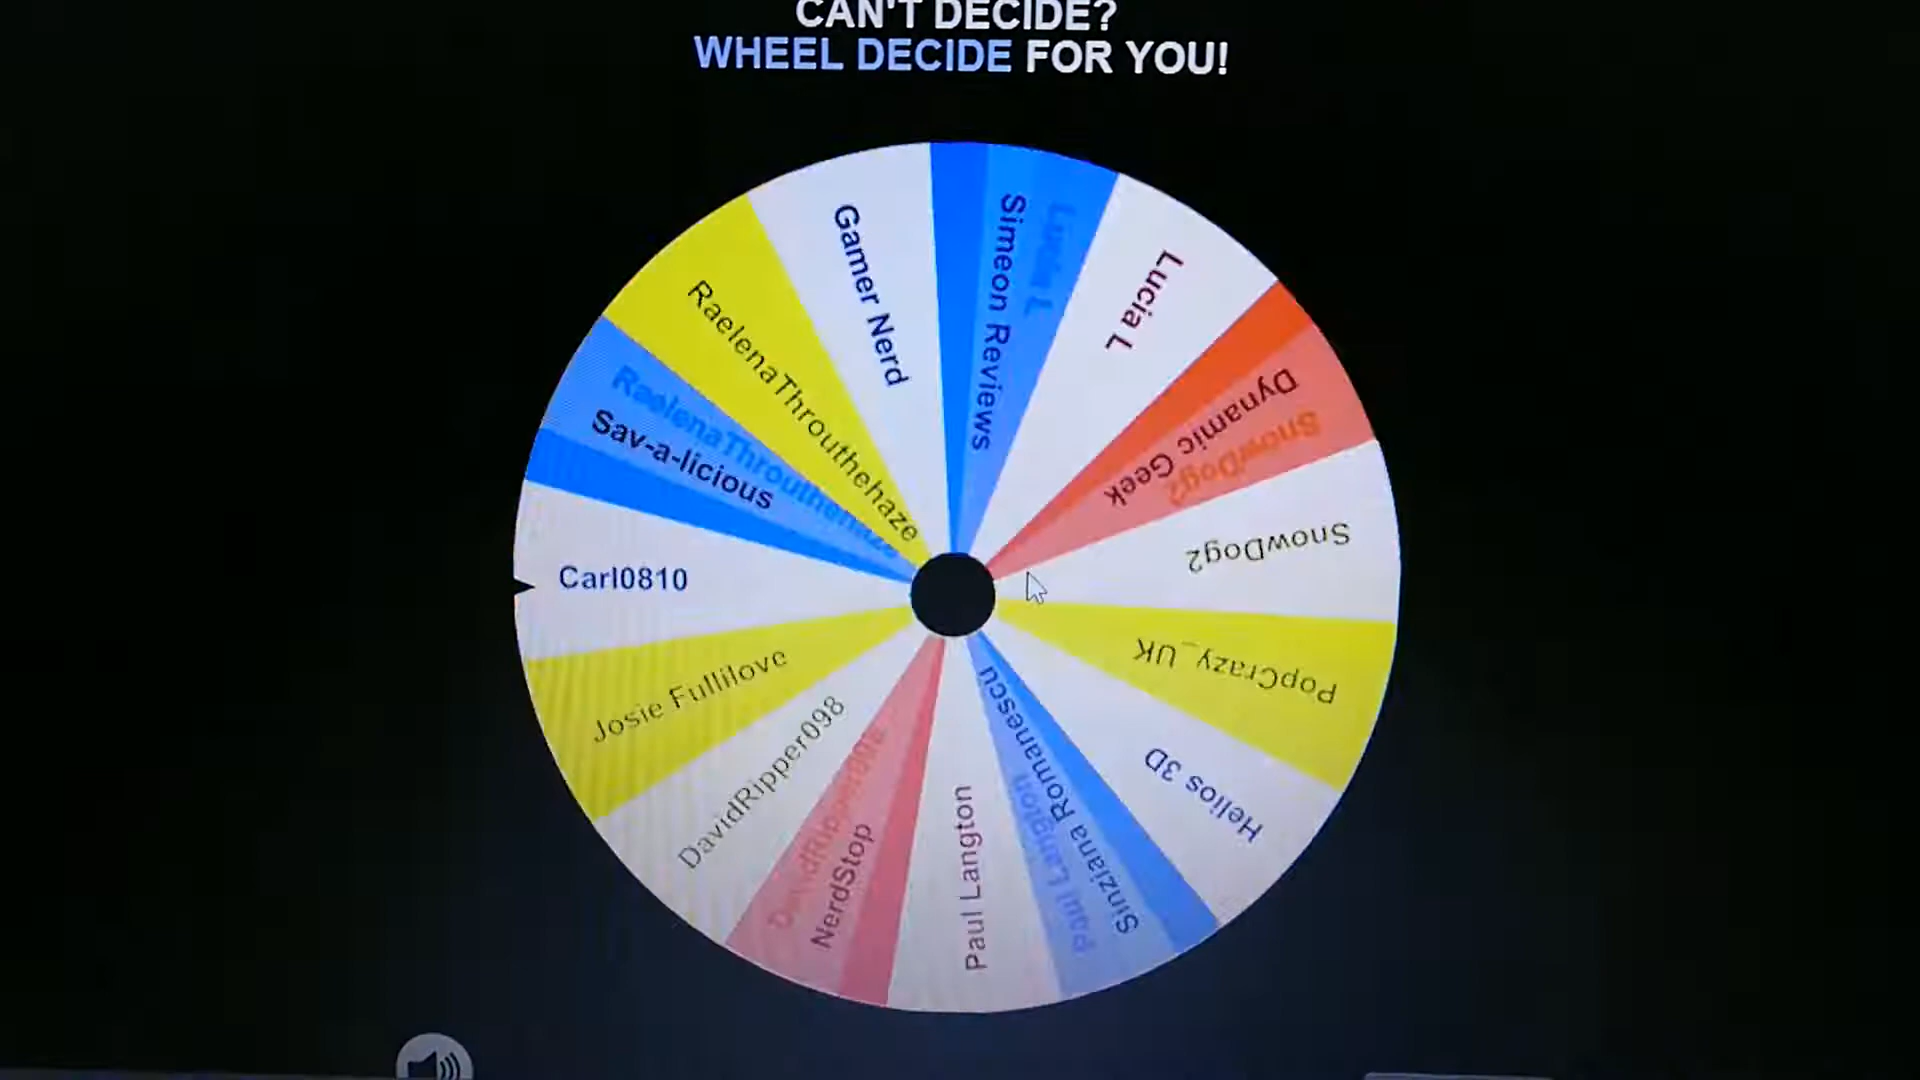 CAN'T DECIDE?
WHEEL DECIDE FOR YOU!
Simeon Reviews
Lucia L
Lucia L
Dynamic Geek
SnowDog2
SnowDog2
PopCrazy_UK
Helios 3D
Sinziana Romanescu
Paul Langton
Paul Langton
NerdStop
DavidRipper098
DavidRipper098
Josie Fullilove
Carl0810
Sav-a-licious
RaelenaThrouthehaze
RaelenaThrouthehaze
Gamer Nerd